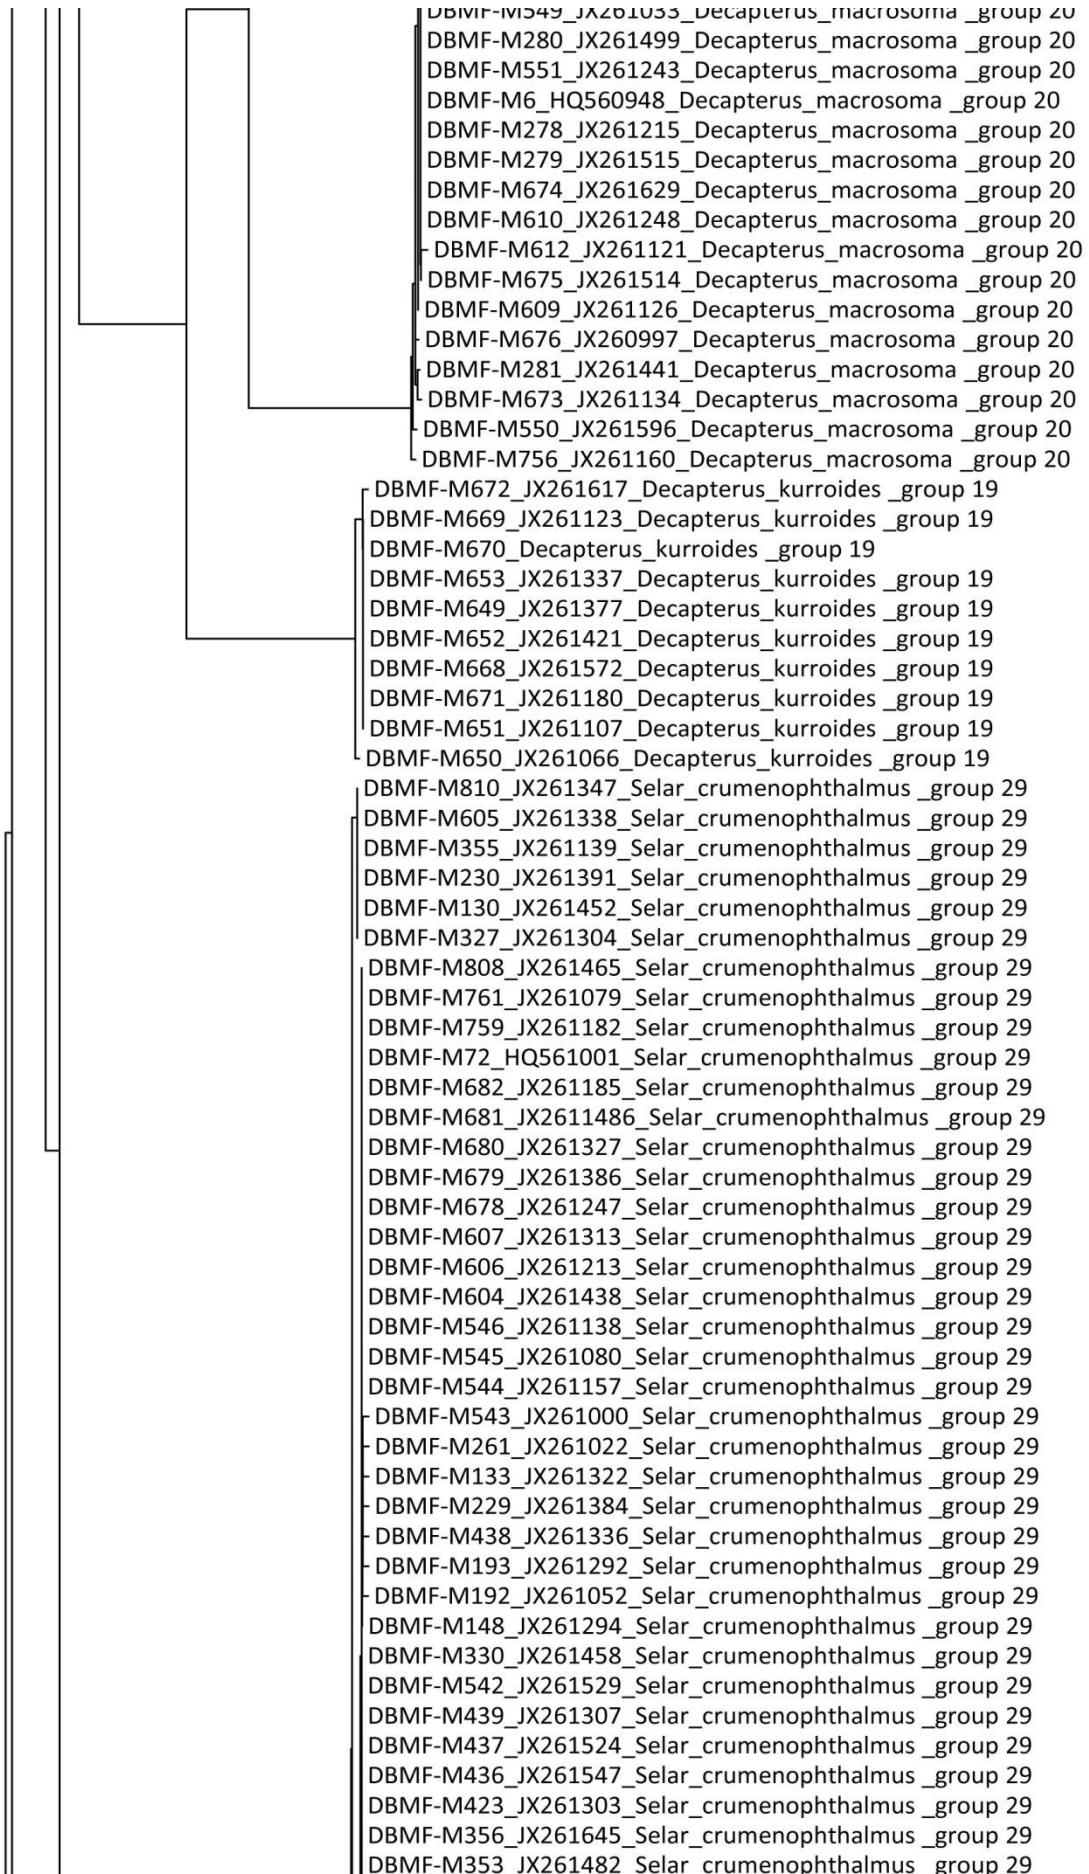 DBMF-M549_JX261033_Decapterus_macrosoma _group 20
DBMF-M280_JX261499_Decapterus_macrosoma _group 20
DBMF-M551_JX261243_Decapterus_macrosoma _group 20
DBMF-M6_HQ560948_Decapterus_macrosoma _group 20
DBMF-M278_JX261215_Decapterus_macrosoma _group 20
DBMF-M279_JX261515_Decapterus_macrosoma _group 20
DBMF-M674_JX261629_Decapterus_macrosoma _group 20
DBMF-M610_JX261248_Decapterus_macrosoma _group 20
DBMF-M612_JX261121_Decapterus_macrosoma _group 20
DBMF-M675_JX261514_Decapterus_macrosoma _group 20
DBMF-M609_JX261126_Decapterus_macrosoma _group 20
DBMF-M676_JX260997_Decapterus_macrosoma _group 20
DBMF-M281_JX261441_Decapterus_macrosoma _group 20
DBMF-M673_JX261134_Decapterus_macrosoma _group 20
DBMF-M550_JX261596_Decapterus_macrosoma _group 20
DBMF-M756_JX261160_Decapterus_macrosoma _group 20
DBMF-M672_JX261617_Decapterus_kurroides _group 19
DBMF-M669_JX261123_Decapterus_kurroides _group 19
DBMF-M670_Decapterus_kurroides _group 19
DBMF-M653_JX261337_Decapterus_kurroides _group 19
DBMF-M649_JX261377_Decapterus_kurroides _group 19
DBMF-M652_JX261421_Decapterus_kurroides _group 19
DBMF-M668_JX261572_Decapterus_kurroides _group 19
DBMF-M671_JX261180_Decapterus_kurroides _group 19
DBMF-M651_JX261107_Decapterus_kurroides _group 19
DBMF-M650_JX261066_Decapterus_kurroides _group 19
DBMF-M810_JX261347_Selar_crumenophthalmus _group 29
DBMF-M605_JX261338_Selar_crumenophthalmus _group 29
DBMF-M355_JX261139_Selar_crumenophthalmus _group 29
DBMF-M230_JX261391_Selar_crumenophthalmus _group 29
DBMF-M130_JX261452_Selar_crumenophthalmus _group 29
DBMF-M327_JX261304_Selar_crumenophthalmus _group 29
DBMF-M808_JX261465_Selar_crumenophthalmus _group 29
DBMF-M761_JX261079_Selar_crumenophthalmus _group 29
DBMF-M759_JX261182_Selar_crumenophthalmus _group 29
DBMF-M72_HQ561001_Selar_crumenophthalmus _group 29
DBMF-M682_JX261185_Selar_crumenophthalmus _group 29
DBMF-M681_JX2611486_Selar_crumenophthalmus _group 29
DBMF-M680_JX261327_Selar_crumenophthalmus _group 29
DBMF-M679_JX261386_Selar_crumenophthalmus _group 29
DBMF-M678_JX261247_Selar_crumenophthalmus _group 29
DBMF-M607_JX261313_Selar_crumenophthalmus _group 29
DBMF-M606_JX261213_Selar_crumenophthalmus _group 29
DBMF-M604_JX261438_Selar_crumenophthalmus _group 29
DBMF-M546_JX261138_Selar_crumenophthalmus _group 29
DBMF-M545_JX261080_Selar_crumenophthalmus _group 29
DBMF-M544_JX261157_Selar_crumenophthalmus _group 29
DBMF-M543_JX261000_Selar_crumenophthalmus _group 29
DBMF-M261_JX261022_Selar_crumenophthalmus _group 29
DBMF-M133_JX261322_Selar_crumenophthalmus _group 29
DBMF-M229_JX261384_Selar_crumenophthalmus _group 29
DBMF-M438_JX261336_Selar_crumenophthalmus _group 29
DBMF-M193_JX261292_Selar_crumenophthalmus _group 29
DBMF-M192_JX261052_Selar_crumenophthalmus _group 29
DBMF-M148_JX261294_Selar_crumenophthalmus _group 29
DBMF-M330_JX261458_Selar_crumenophthalmus _group 29
DBMF-M542_JX261529_Selar_crumenophthalmus _group 29
DBMF-M439_JX261307_Selar_crumenophthalmus _group 29
DBMF-M437_JX261524_Selar_crumenophthalmus _group 29
DBMF-M436_JX261547_Selar_crumenophthalmus _group 29
DBMF-M423_JX261303_Selar_crumenophthalmus _group 29
DBMF-M356_JX261645_Selar_crumenophthalmus _group 29
DBMF-M353_JX261482_Selar_crumenophthalmus _group 29